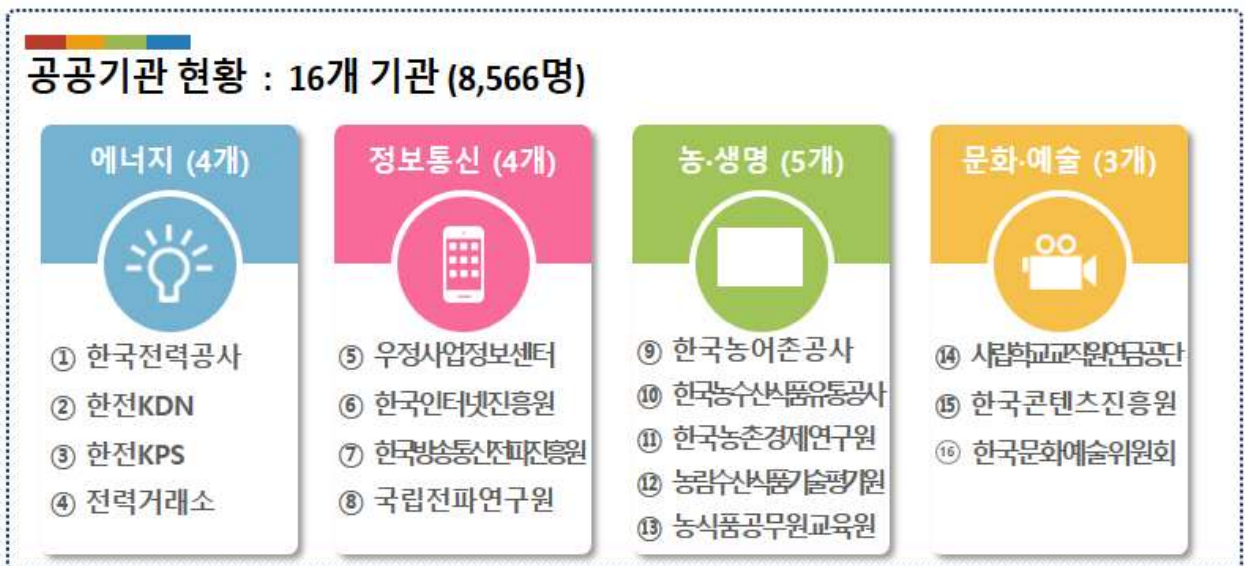 공공기관 현황 : 16개 기관 (8,566명)
에너지 (4개)
① 한국전력공사
② 한전KDN
③ 한전KPS
④ 전력거래소
정보통신 (4개)
⑤ 우정사업정보센터
⑥ 한국인터넷진흥원
⑦ 한국방송통신전파진흥원
⑧ 국립전파연구원
농·생명 (5개)
⑨ 한국농어촌공사
⑩ 한국농수산식품유통공사
⑪ 한국농촌경제연구원
⑫ 농림수산식품기술평가원
⑬ 농식품공무원교육원
문화·예술 (3개)
⑭ 사립학교교직원연금공단
⑮ 한국콘텐츠진흥원
⑯ 한국문화예술위원회